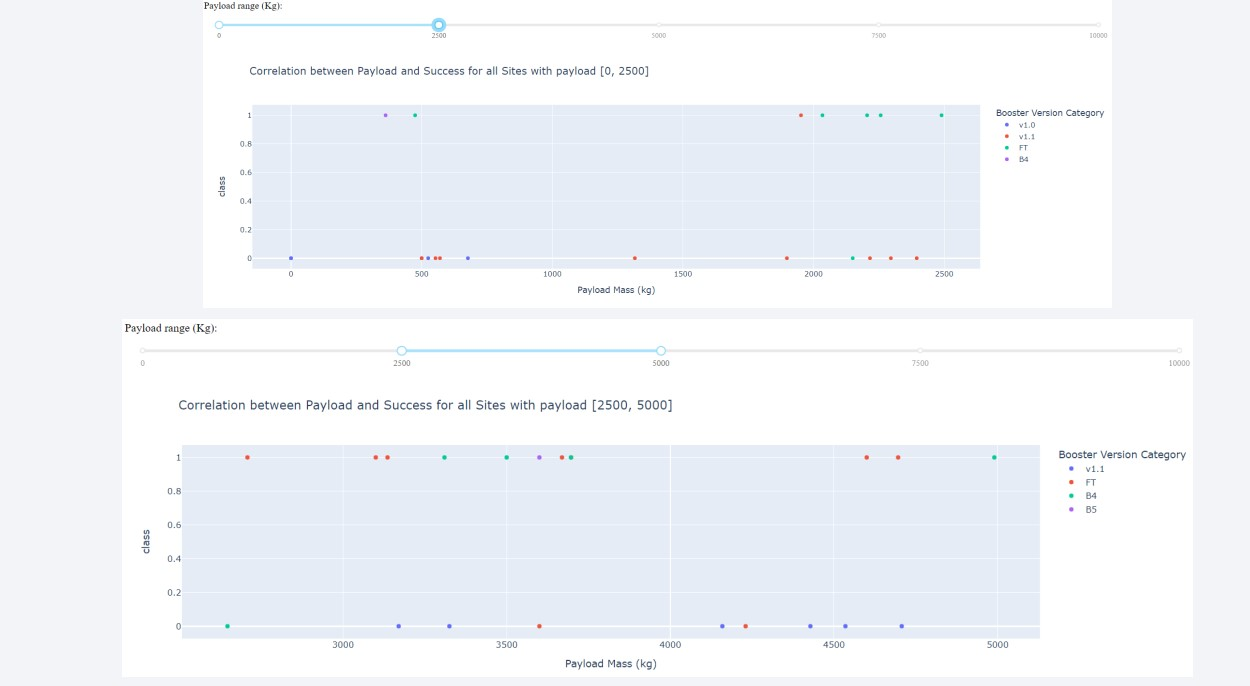 Payload range (Kg):
0 2500 5000 7500 10000
Correlation between Payload and Success for all Sites with payload [0, 2500]
Booster Version Category
v1.0
v1.1
FT
B4
1
0.8
0.6
0.4
0.2
0
class
0 500 1000 1500 2000 2500
Payload Mass (kg)
Payload range (Kg):
0 2500 5000 7500 10000
Correlation between Payload and Success for all Sites with payload [2500, 5000]
Booster Version Category
v1.1
FT
B4
B5
1
0.8
0.6
0.4
0.2
0
class
3000 3500 4000 4500 5000
Payload Mass (kg)